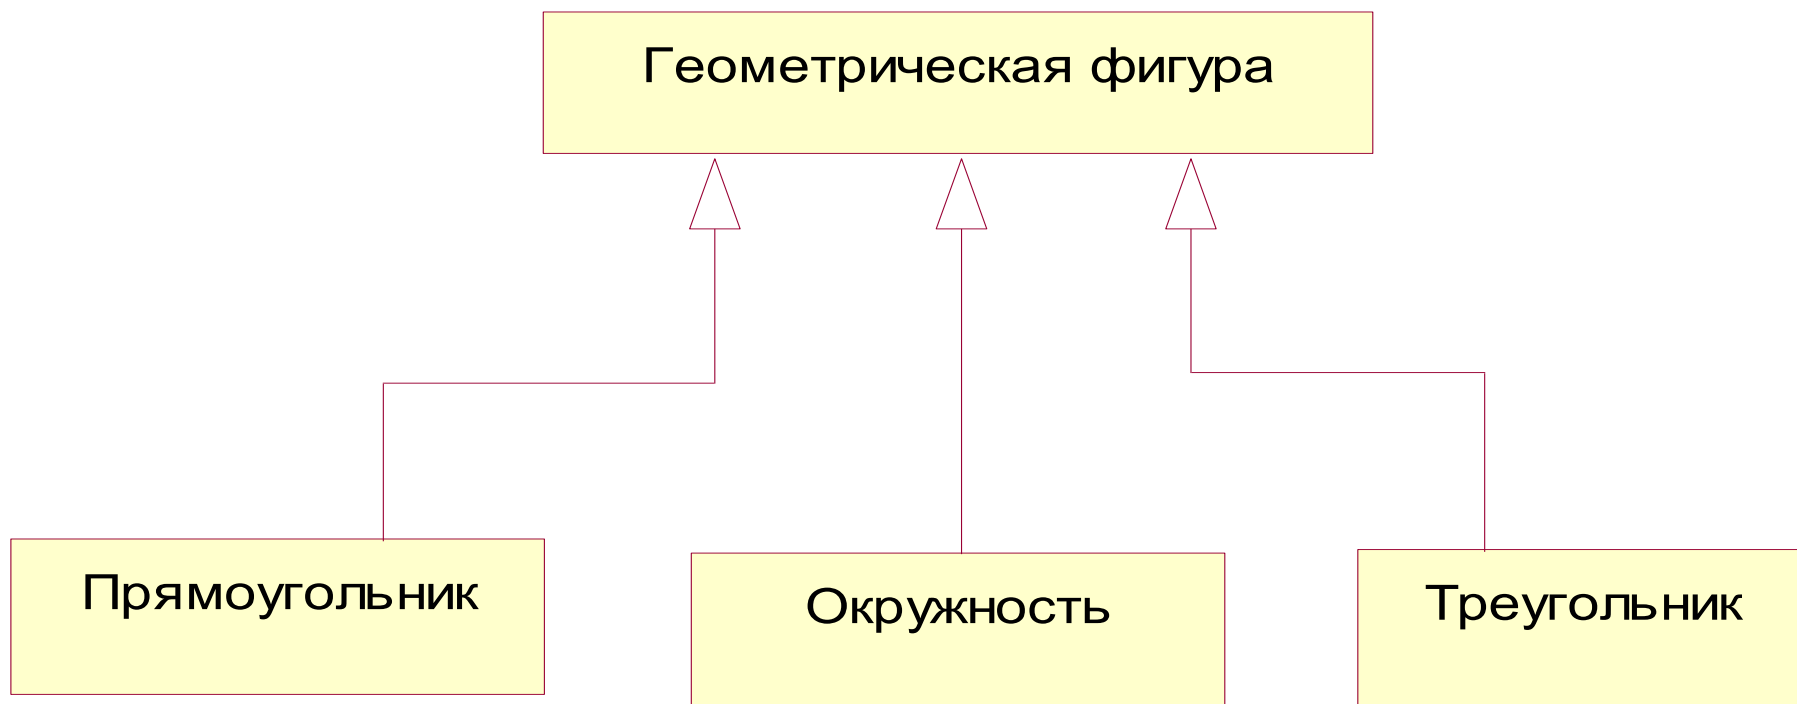 Геометрическая фигура
Прямоугольник
Окружность
Треугольник